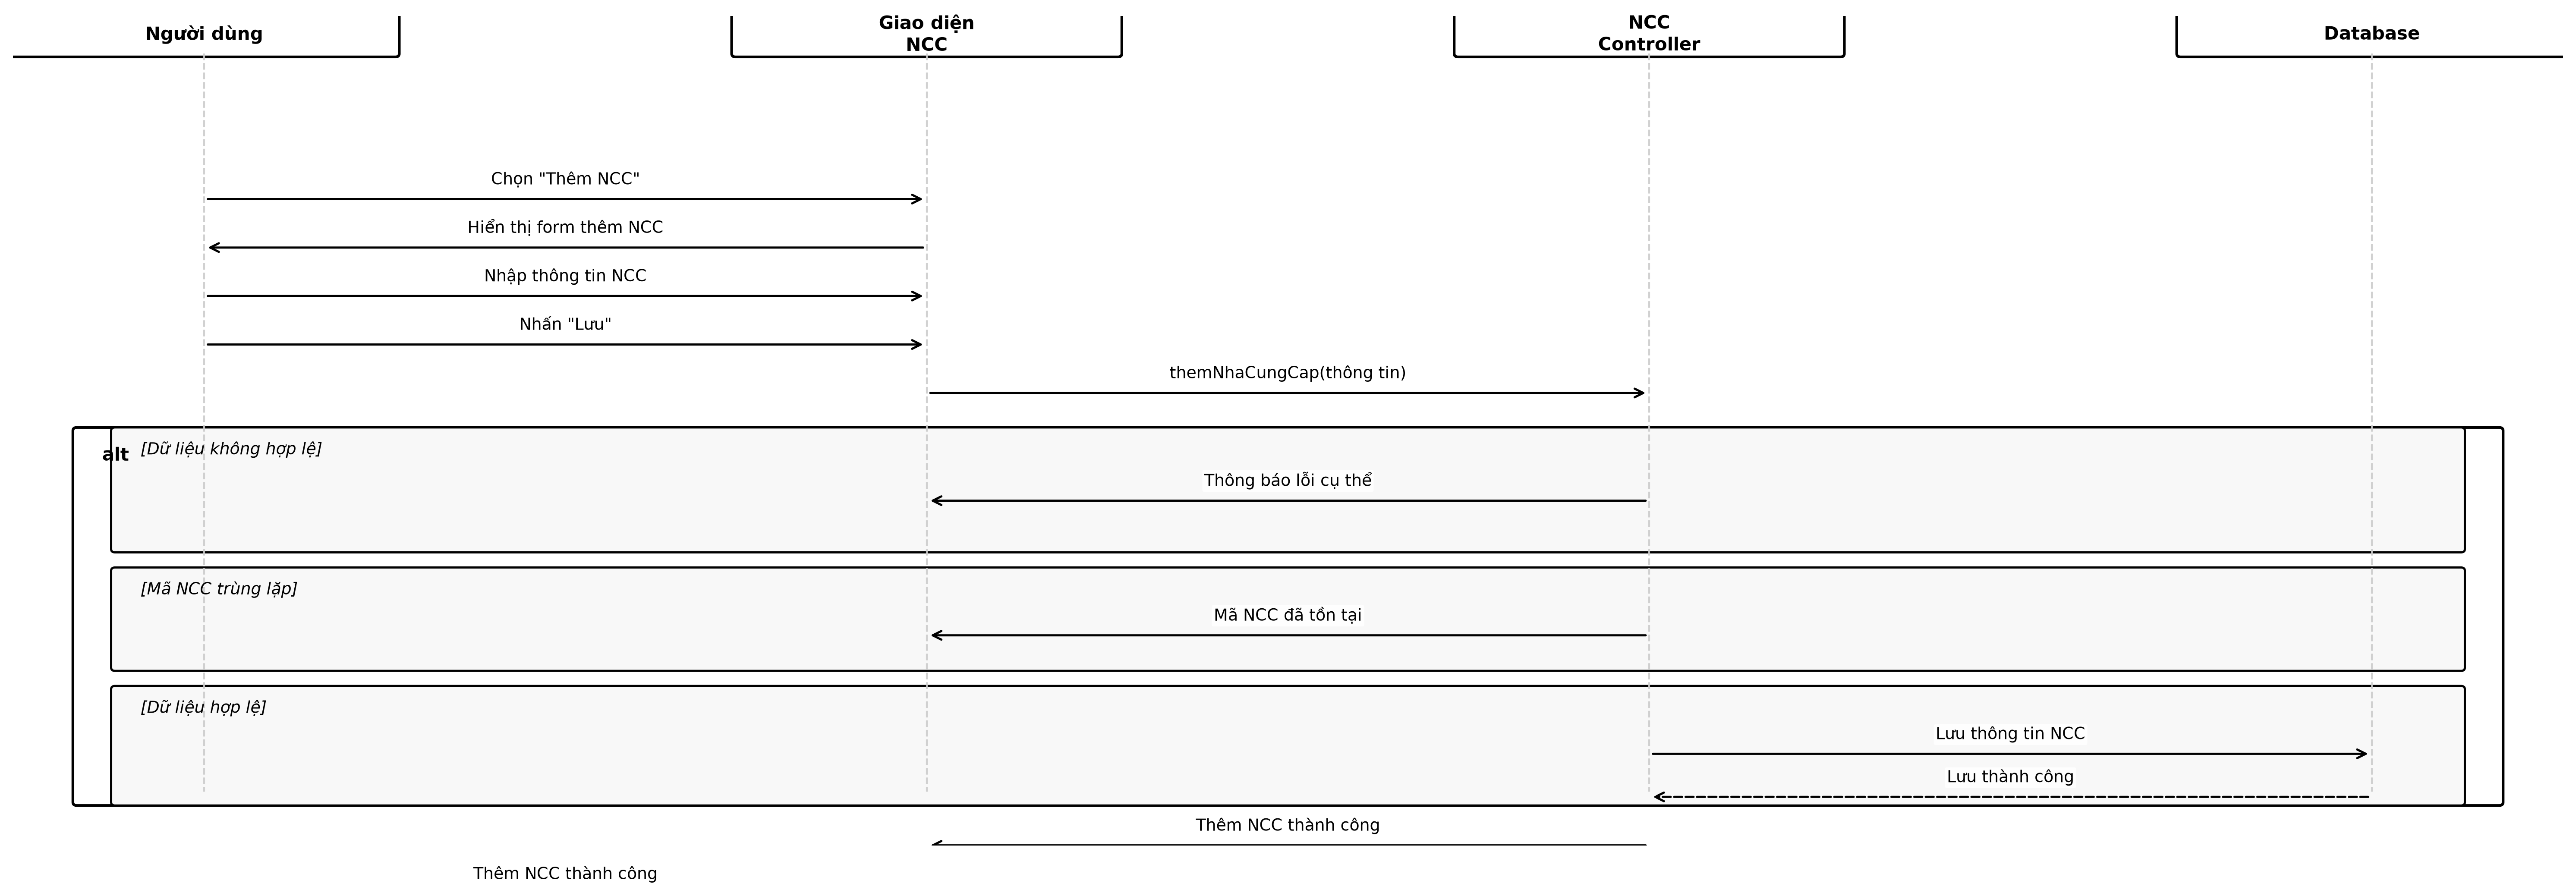 Người dùng
Giao diện
NCC
NCC
Controller
Database
Chọn "Thêm NCC"
Hiển thị form thêm NCC
Nhập thông tin NCC
Nhấn "Lưu"
themNhaCungCap(thông tin)
alt
[Dữ liệu không hợp lệ]
Thông báo lỗi cụ thể
[Mã NCC trùng lặp]
Mã NCC đã tồn tại
[Dữ liệu hợp lệ]
Lưu thông tin NCC
Lưu thành công
Thêm NCC thành công
Thêm NCC thành công